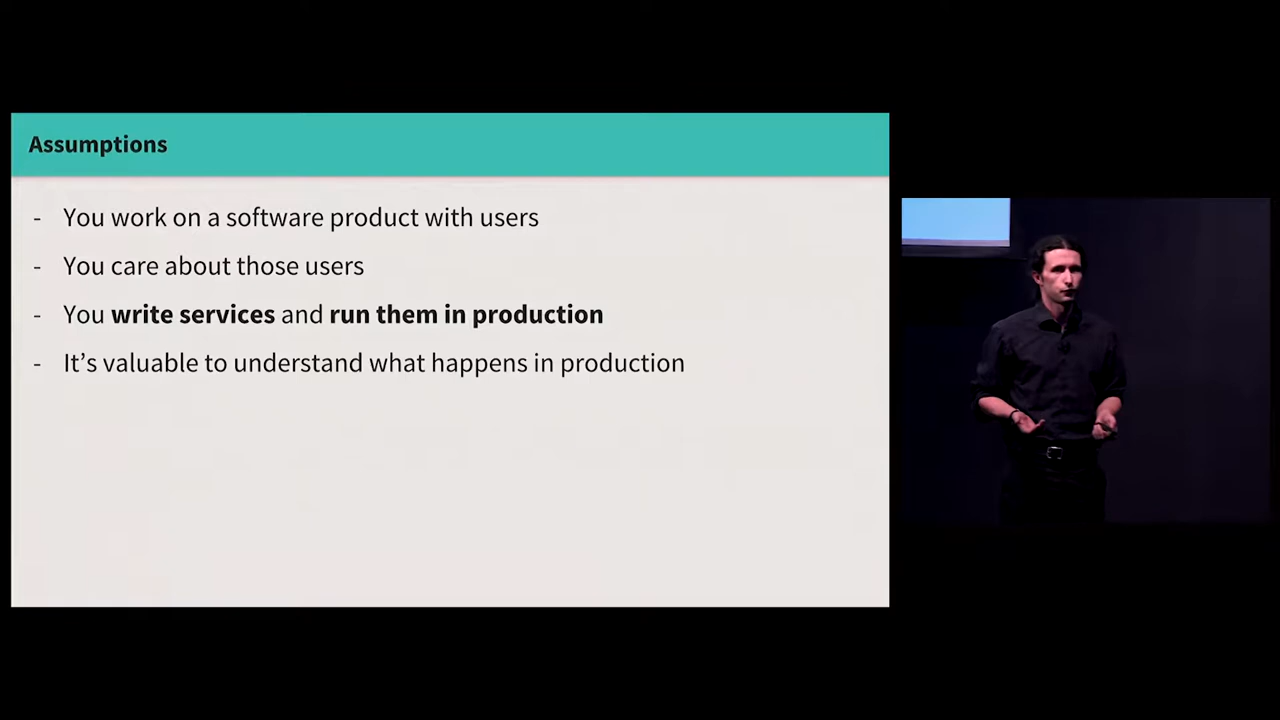 Assumptions
- You work on a software product with users
- You care about those users
- You write services and run them in production
- It's valuable to understand what happens in production